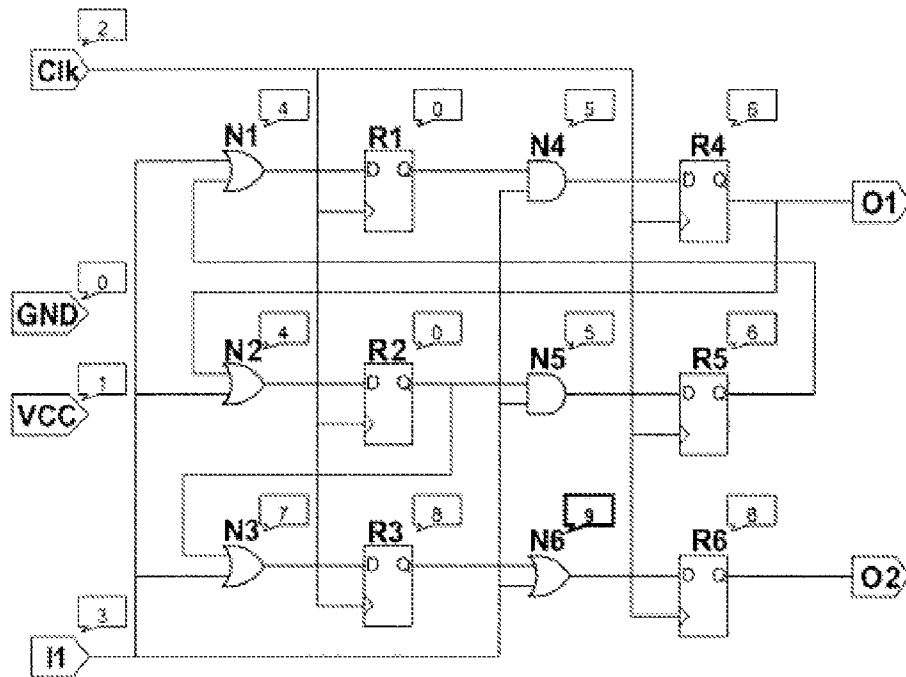 2
Clk
4 0 5 6
N1 R1 N4 R4
D Q D Q
O1
0
GND
4 0 5 6
N2 R2 N5 R5
1
VCC
D Q D Q
7 8 9 8
N3 R3 N6 R6
D Q D Q
O2
3
I1